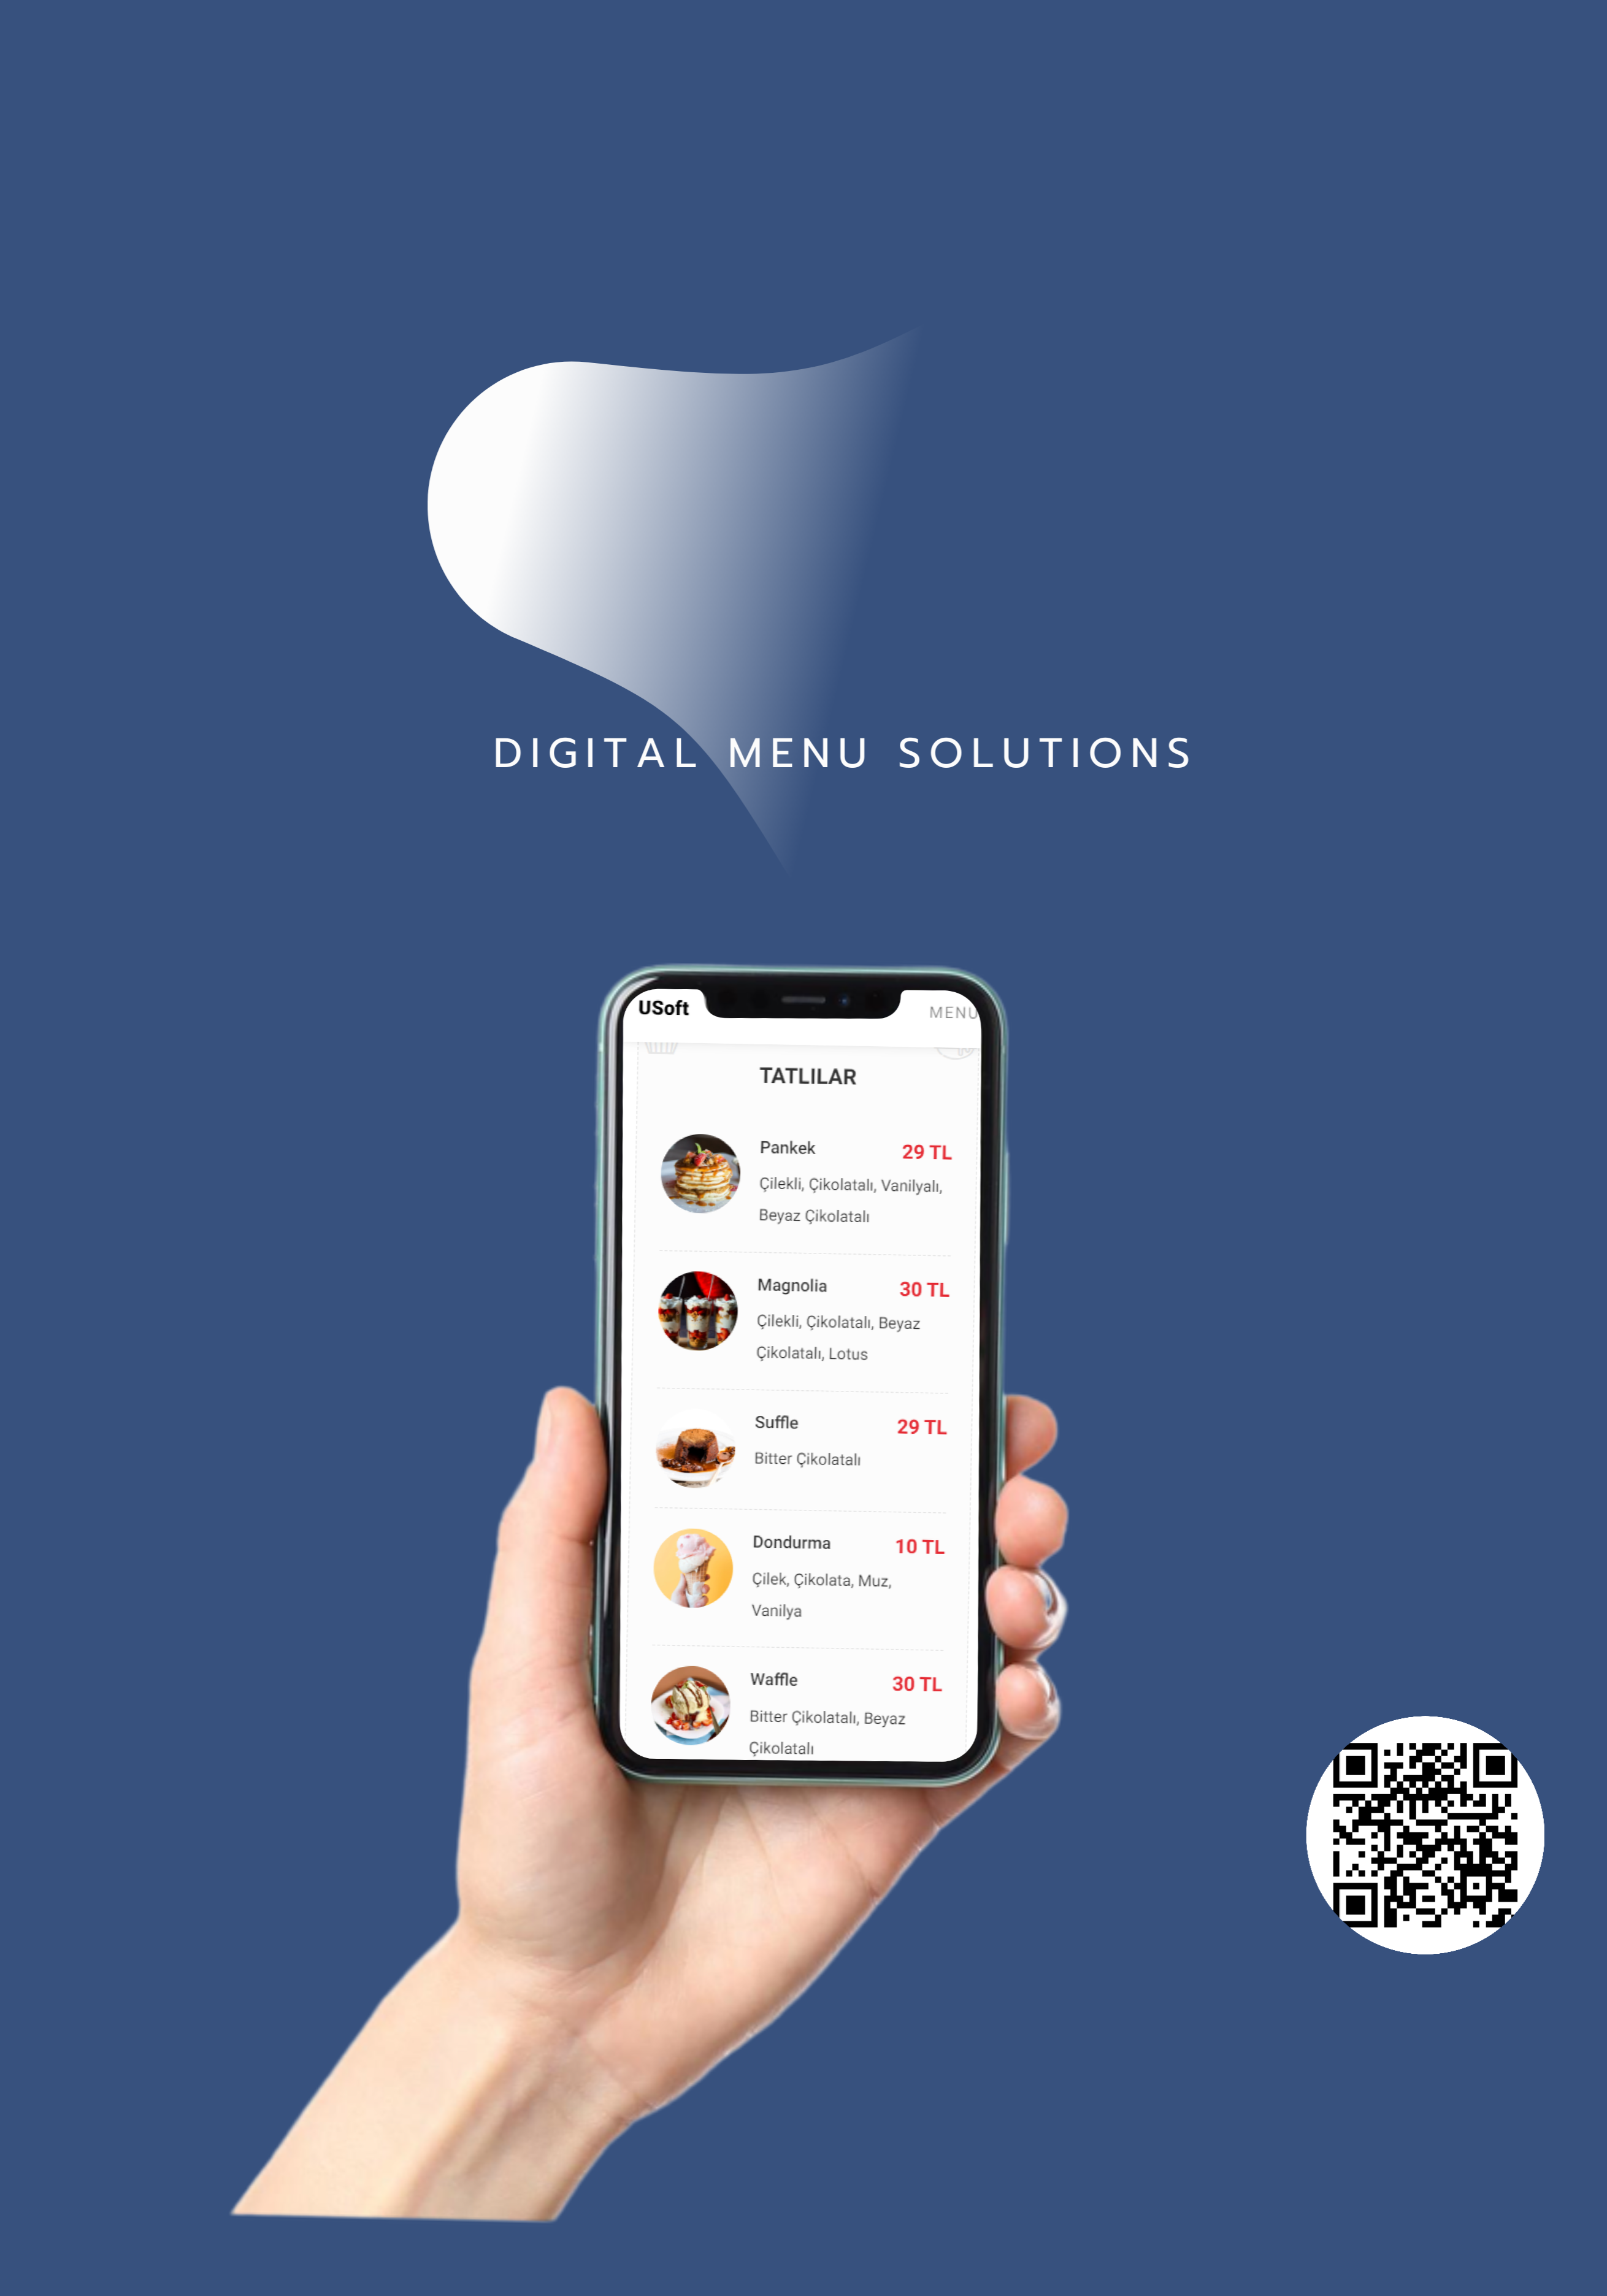 DIGITAL MENU SOLUTIONS
USoft
MENU
TATLILAR
Pankek
29 TL
Çilekli, Çikolatalı, Vanilyalı,
Beyaz Çikolatalı
Magnolia
30 TL
Çilekli, Çikolatalı, Beyaz
Çikolatalı, Lotus
Suffle
29 TL
Bitter Çikolatalı
Dondurma
10 TL
Çilek, Çikolata, Muz,
Vanilya
Waffle
30 TL
Bitter Çikolatalı, Beyaz
Çikolatalı